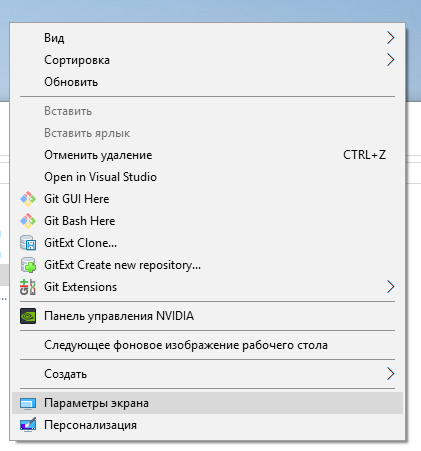 Вид
Сортировка
Обновить
Вставить
Вставить ярлык
Отменить удаление CTRL+Z
Open in Visual Studio
Git GUI Here
Git Bash Here
GitExt Clone...
GitExt Create new repository...
Git Extensions
Панель управления NVIDIA
Следующее фоновое изображение рабочего стола
Создать
Параметры экрана
Персонализация